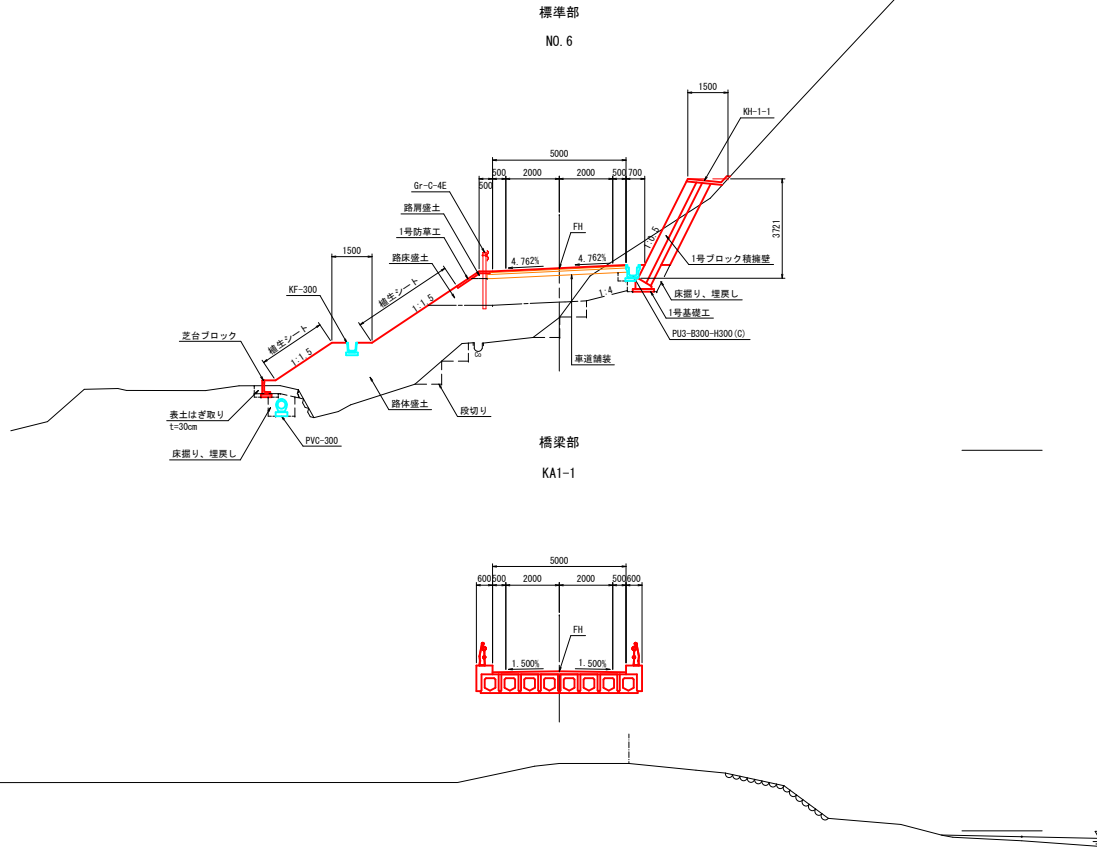 標準部
NO.6
1500
KH-1-1
5000
500
2000
2000
500
700
500
Gr-C-4E
路肩盛土
1号防草工
FH
1:0.5
3721
1500
路床盛土
4.762%
4.762%
1号ブロック積擁壁
KF-300
植生シート
1:1.5
1:4
床掘り、埋戻し
1号基礎工
芝台ブロック
植生シート
1:1.5
PU3-B300-H300(C)
車道舗装
路体盛土
段切り
表土はぎ取り
t=30cm
PVC-300
床掘り、埋戻し
橋梁部
KA1-1
5000
600
500
2000
2000
500
600
FH
1.500%
1.500%